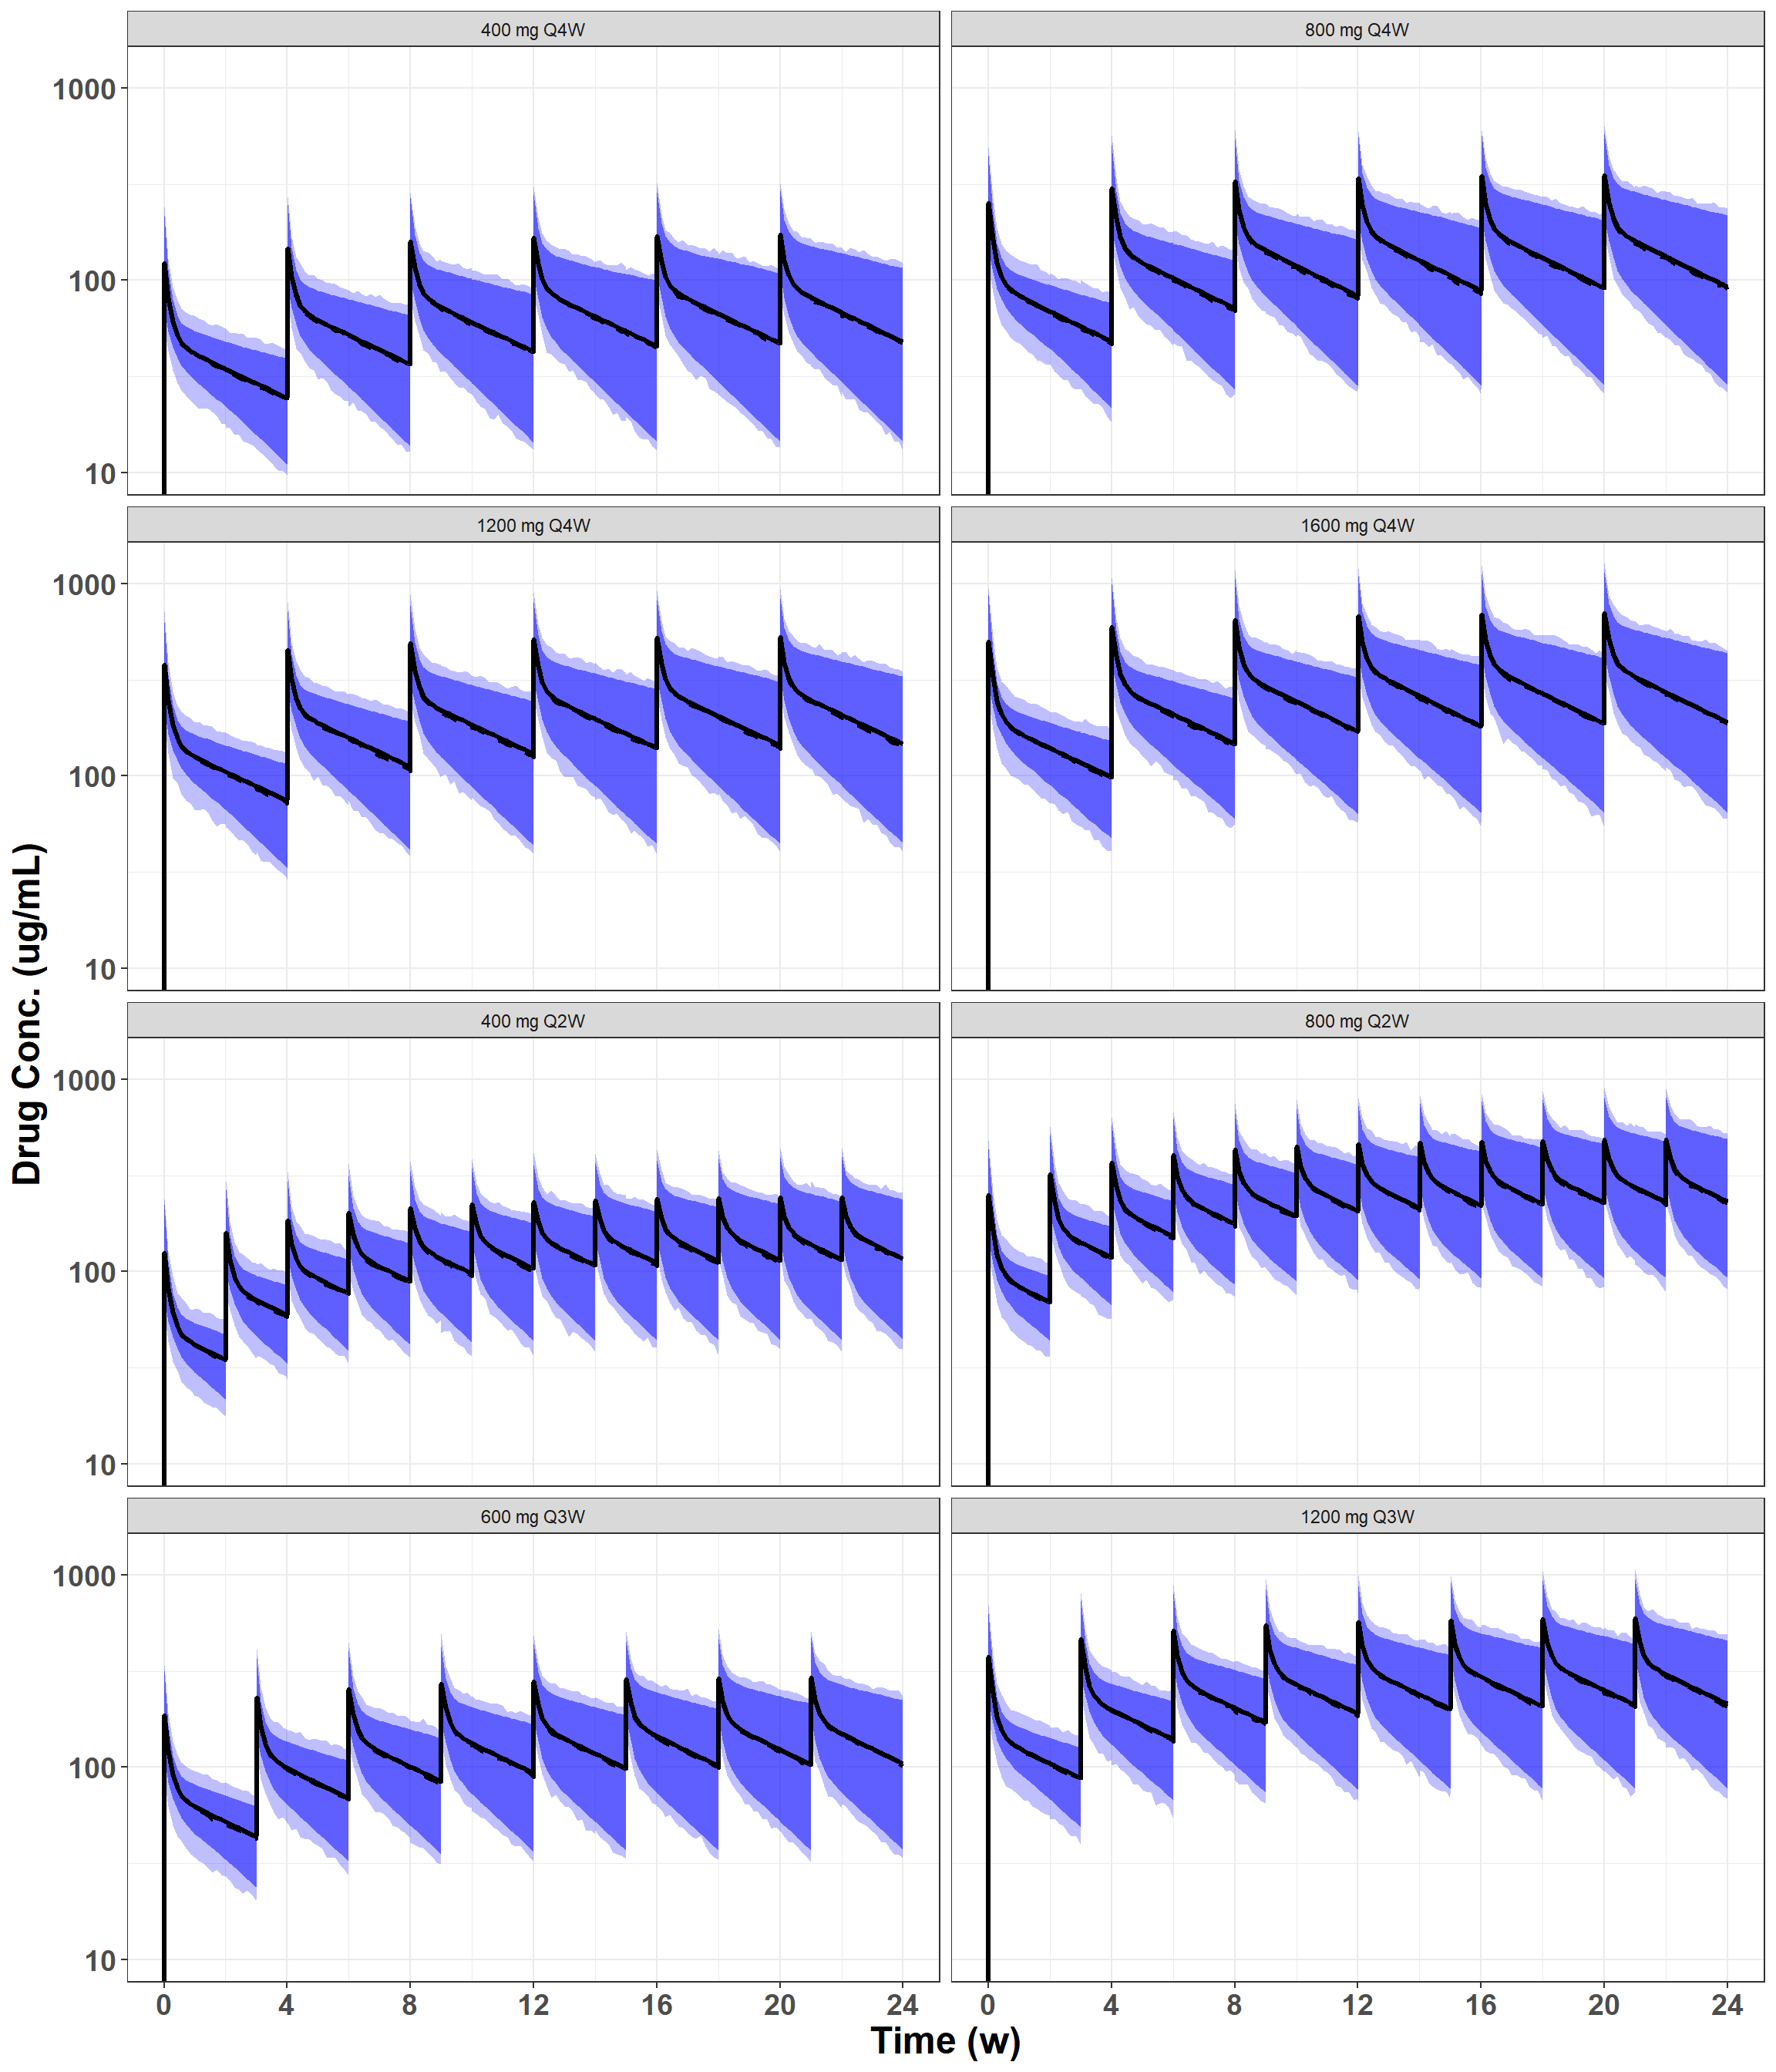 400 mg Q4W
800 mg Q4W
1000
100
10
1200 mg Q4W
1600 mg Q4W
1000
100
10
400 mg Q2W
800 mg Q2W
1000
100
10
600 mg Q3W
1200 mg Q3W
1000
100
10
0 4 8 12 16 20 24
0 4 8 12 16 20 24
Time (w)
Drug Conc. (ug/mL)